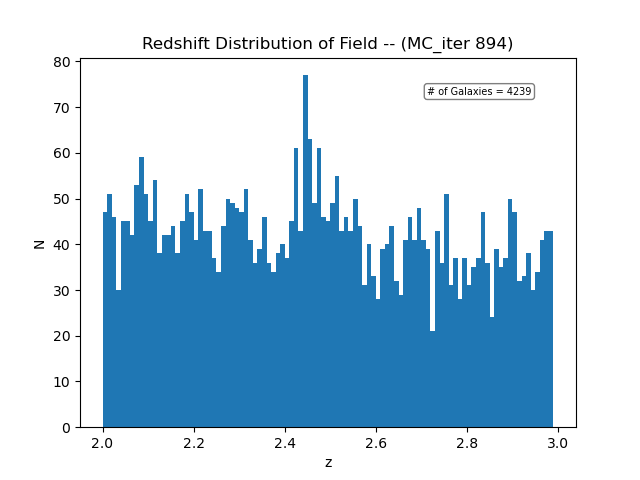 Redshift Distribution of Field -- (MC_iter 894)
# of Galaxies = 4239
80
70
60
50
40
30
20
10
0
N
2.0 2.2 2.4 2.6 2.8 3.0
z